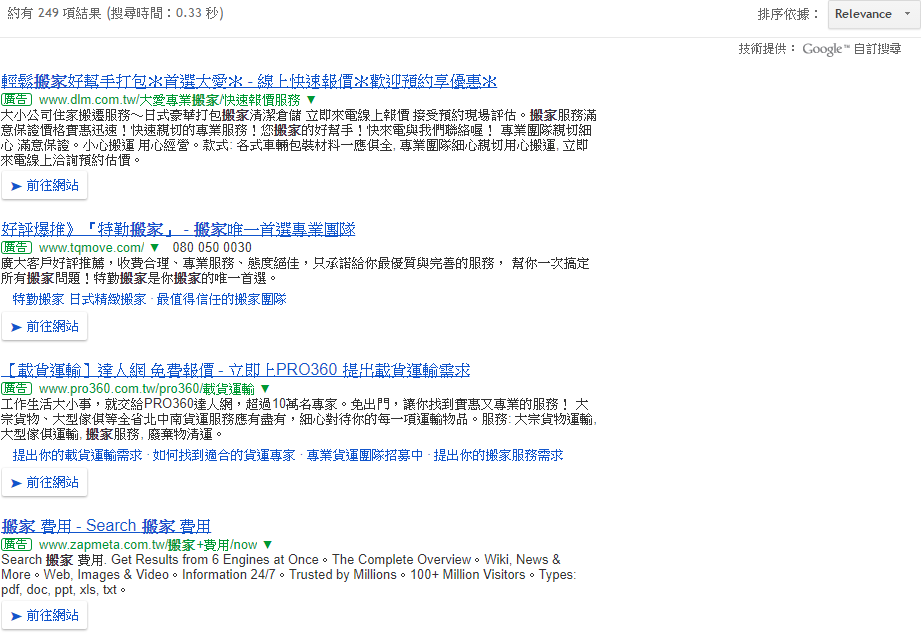 約有 249 項結果 (搜尋時間：0.33 秒)
排序依據： Relevance
技術提供： Google™ 自訂搜尋
輕鬆搬家好幫手打包＊首選大愛＊ - 線上快速報價＊歡迎預約享優惠＊
廣告 www.dlm.com.tw/大愛專業搬家/快速報價服務 ▼
大小公司住家搬遷服務～日式豪華打包搬家清潔倉儲 立即來電線上報價 接受預約現場評估。搬家服務滿
意保證價格實惠迅速！快速親切的專業服務！您搬家的好幫手！快來電與我們聯絡喔！ 專業團隊親切細
心 滿意保證。小心搬運 用心經營。款式: 各式車輛包裝材料一應俱全, 專業團隊細心親切用心搬運, 立即
來電線上洽詢預約估價。
➤ 前往網站
好評爆推》「特勤搬家」 - 搬家唯一首選專業團隊
廣告 www.tqmove.com/ ▼ 080 050 0030
廣大客戶好評推薦，收費合理、專業服務、態度絕佳，只承諾給你最優質與完善的服務， 幫你一次搞定
所有搬家問題！特勤搬家是你搬家的唯一首選。
特勤搬家 日式精緻搬家 · 最值得信任的搬家團隊
➤ 前往網站
【載貨運輸】達人網 免費報價 - 立即上PRO360 提出載貨運輸需求
廣告 www.pro360.com.tw/pro360/載貨運輸 ▼
工作生活大小事，就交給PRO360達人網，超過10萬名專家。免出門，讓你找到實惠又專業的服務！ 大
宗貨物、大型傢俱等全省北中南貨運服務應有盡有，細心對待你的每一項運輸物品。服務: 大宗貨物運輸,
大型傢俱運輸, 搬家服務, 廢棄物清運。
提出你的載貨運輸需求 · 如何找到適合的貨運專家 · 專業貨運團隊招募中 · 提出你的搬家服務需求
➤ 前往網站
搬家 費用 - Search 搬家 費用
廣告 www.zapmeta.com.tw/搬家+費用/now ▼
Search 搬家 費用. Get Results from 6 Engines at Once。The Complete Overview。Wiki, News &
More。Web, Images & Video。Information 24/7。Trusted by Millions。100+ Million Visitors。Types:
pdf, doc, ppt, xls, txt。
➤ 前往網站